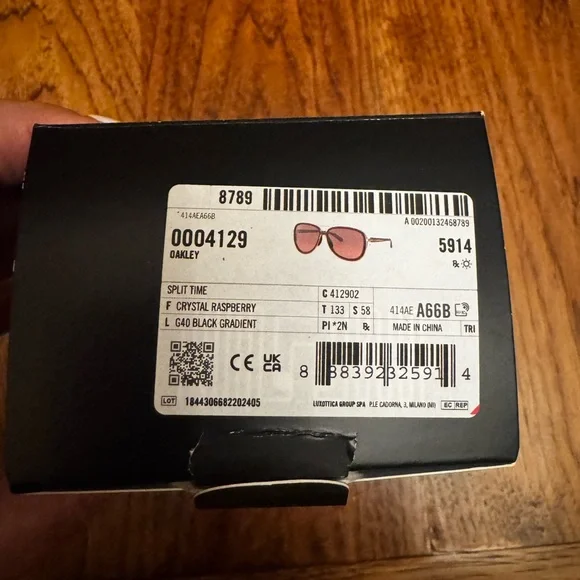 8789
*414AEA66B
A 00200132468789
0004129
OAKLEY
5914
℞
SPLIT TIME
C 412902
F CRYSTAL RASPBERRY
T 133 S 58
414AE A66B
L G40 BLACK GRADIENT
PI *2N ℞
MADE IN CHINA TRI
CE UK CA
8 88392 32591 4
LOT 1844306682202405
LUXOTTICA GROUP SPA P.LE CADORNA, 3, MILANO (MI) EC REP